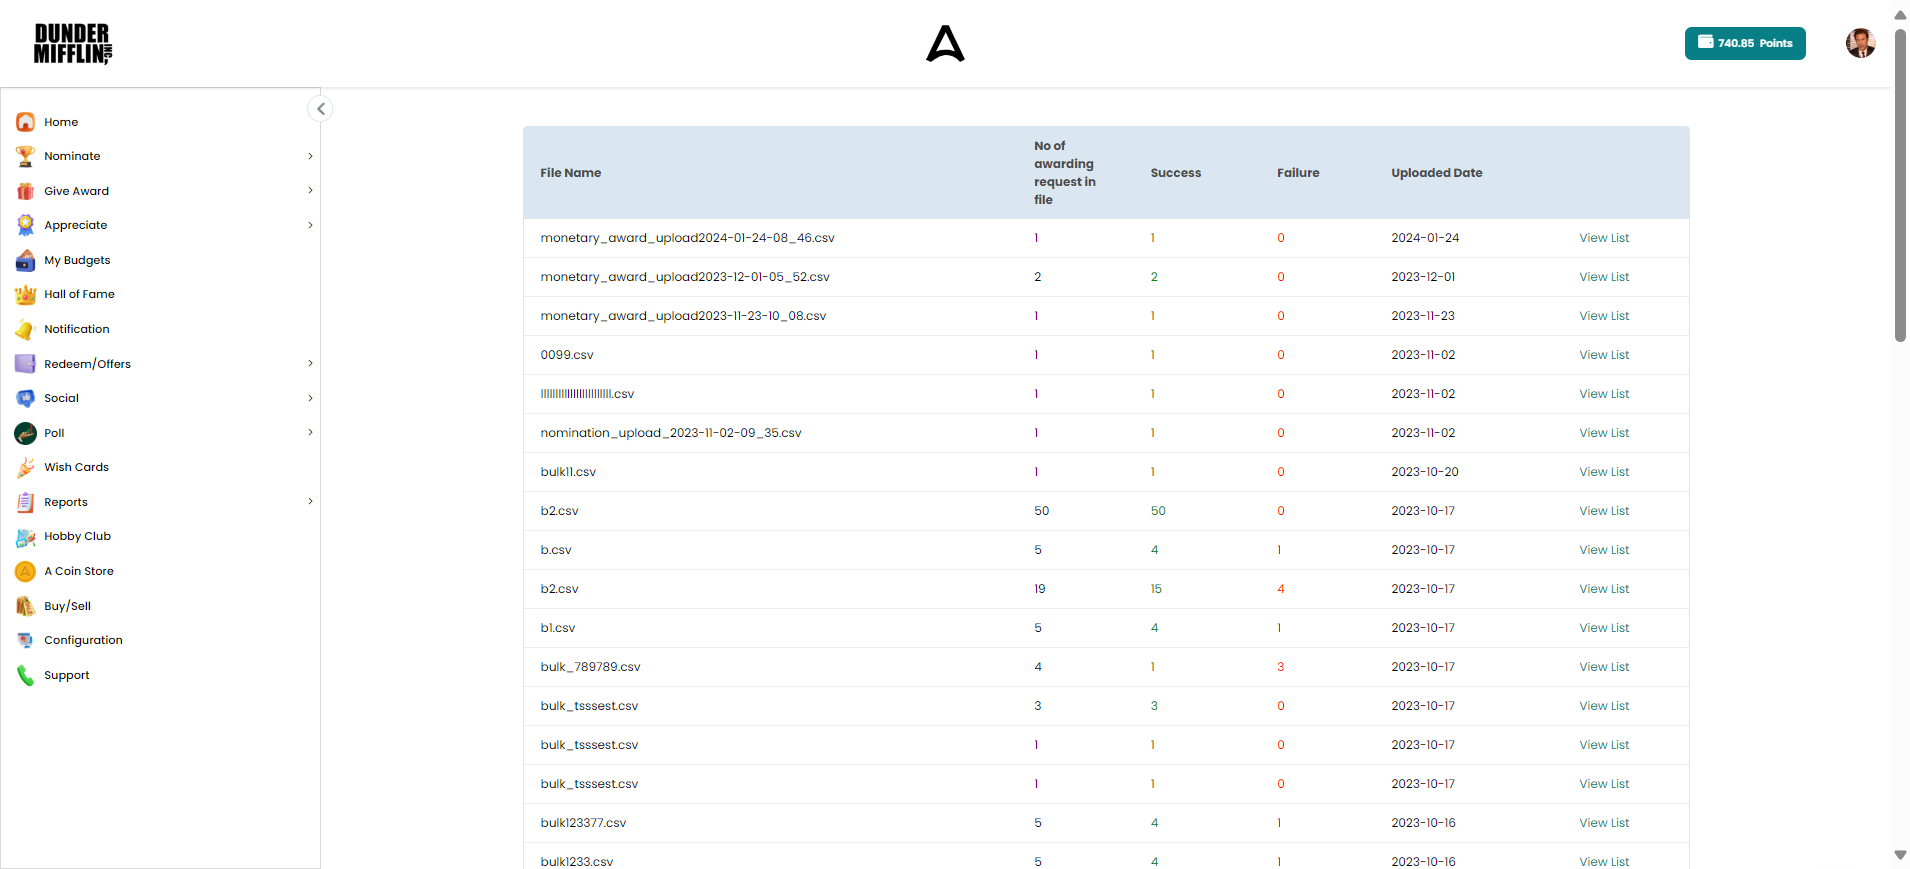 DUNDER
MIFFLIN, INC
740.85 Points
Home
Nominate
Give Award
Appreciate
My Budgets
Hall of Fame
Notification
Redeem/Offers
Social
Poll
Wish Cards
Reports
Hobby Club
A Coin Store
Buy/Sell
Configuration
Support
File Name
No of
awarding
request in
file
Success
Failure
Uploaded Date
monetary_award_upload2024-01-24-08_46.csv 1 1 0 2024-01-24 View List
monetary_award_upload2023-12-01-05_52.csv 2 2 0 2023-12-01 View List
monetary_award_upload2023-11-23-10_08.csv 1 1 0 2023-11-23 View List
0099.csv 1 1 0 2023-11-02 View List
.csv 1 1 0 2023-11-02 View List
nomination_upload_2023-11-02-09_35.csv 1 1 0 2023-11-02 View List
bulk11.csv 1 1 0 2023-10-20 View List
b2.csv 50 50 0 2023-10-17 View List
b.csv 5 4 1 2023-10-17 View List
b2.csv 19 15 4 2023-10-17 View List
b1.csv 5 4 1 2023-10-17 View List
bulk_789789.csv 4 1 3 2023-10-17 View List
bulk_tsssest.csv 3 3 0 2023-10-17 View List
bulk_tsssest.csv 1 1 0 2023-10-17 View List
bulk_tsssest.csv 1 1 0 2023-10-17 View List
bulk123377.csv 5 4 1 2023-10-16 View List
bulk1233.csv 5 4 1 2023-10-16 View List